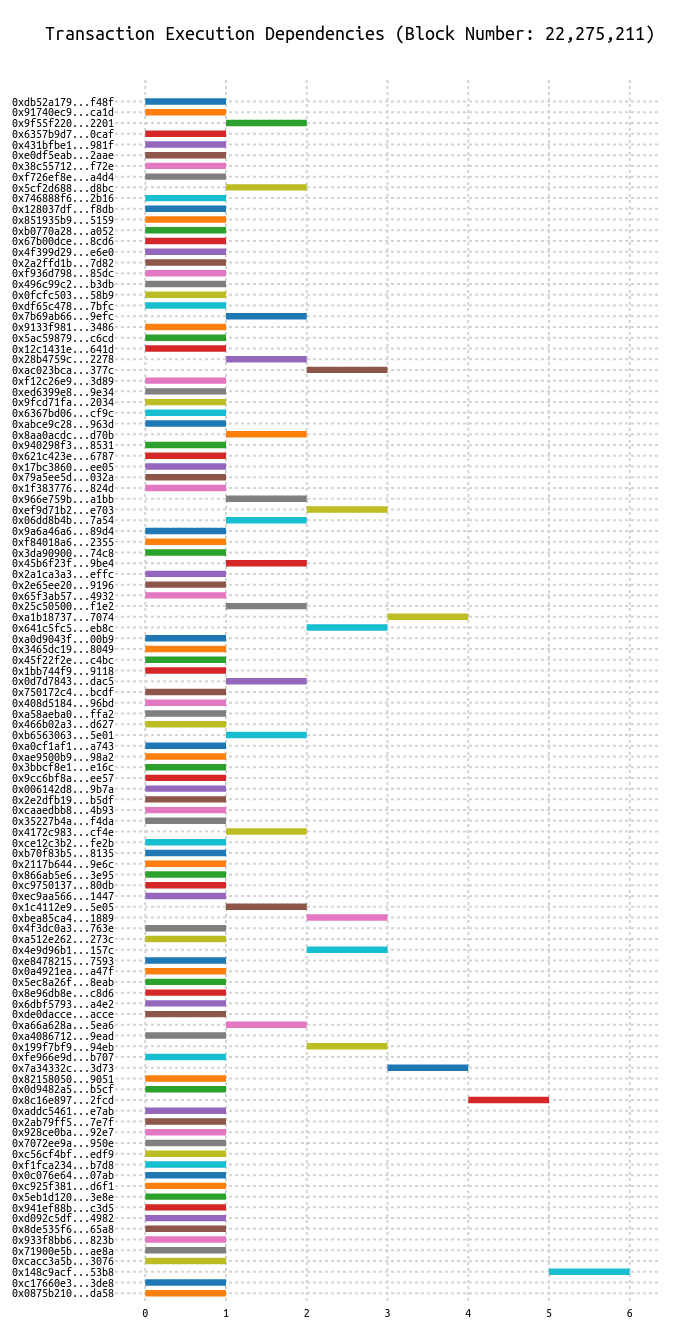 Transaction Execution Dependencies (Block Number: 22,275,211)
0xdb52a179...f48f
0x91740ec9...ca1d
0x9f55f220...2201
0x6357b9d7...0caf
0x431bfbe1...981f
0xe0df5eab...2aae
0x38c55712...f72e
0xf726ef8e...a4d4
0x5cf2d688...d8bc
0x746888f6...2b16
0x128037df...f8db
0x851935b9...5159
0xb0770a28...a052
0x67b00dce...8cd6
0x4f399d29...e6e0
0x2a2ffd1b...7d82
0xf936d798...85dc
0x496c99c2...b3db
0x0fcfc503...58b9
0xdf65c478...7bfc
0x7b69ab66...9efc
0x9133f981...3486
0x5ac59879...c6cd
0x12c1431e...641d
0x28b4759c...2278
0xac023bca...377c
0xf12c26e9...3d89
0xed6399e8...9e34
0x9fcd71fa...2034
0x6367bd06...cf9c
0xabce9c28...963d
0x8aa0acdc...d70b
0x940298f3...8531
0x621c423e...6787
0x17bc3860...ee05
0x79a5ee5d...032a
0x1f383776...824d
0x966e759b...a1bb
0xef9d71b2...e703
0x06dd8b4b...7a54
0x9a6a46a6...89d4
0xf84018a6...2355
0x3da90900...74c8
0x45b6f23f...9be4
0x2a1ca3a3...effc
0x2e65ee20...9196
0x65f3ab57...4932
0x25c50500...f1e2
0xa1b18737...7074
0x641c5fc5...eb8c
0xa0d9043f...00b9
0x3465dc19...8049
0x45f22f2e...c4bc
0x1bb744f9...9118
0x0d7d7843...dac5
0x750172c4...bcdf
0x408d5184...96bd
0xa58aeba0...ffa2
0x466b02a3...d627
0xb6563063...5e01
0xa0cf1af1...a743
0xae9500b9...98a2
0x3bbcf8e1...e16c
0x9cc6bf8a...ee57
0x006142d8...9b7a
0x2e2dfb19...b5df
0xcaaedbb8...4b93
0x35227b4a...f4da
0x4172c983...cf4e
0xce12c3b2...fe2b
0xb70f83b5...8135
0x2117b644...9e6c
0x866ab5e6...3e95
0xc9750137...80db
0xec9aa566...1447
0x1c4112e9...5e05
0xbea85ca4...1889
0x4f3dc0a3...763e
0xa512e262...273c
0x4e9d96b1...157c
0xe8478215...7593
0x0a4921ea...a47f
0x5ec8a26f...8eab
0x8e96db8e...c8d6
0x6dbf5793...a4e2
0xde0dacce...acce
0xa66a628a...5ea6
0xa4086712...9ead
0x199f7bf9...94eb
0xfe966e9d...b707
0x7a34332c...3d73
0x82158050...9051
0x0d9482a5...b5cf
0x8c16e897...2fcd
0xaddc5461...e7ab
0x2ab79ff5...7e7f
0x928ce0ba...92e7
0x7072ee9a...950e
0xc56cf4bf...edf9
0xf1fca234...b7d8
0x0c076e64...07ab
0xc925f381...d6f1
0x5eb1d120...3e8e
0x941ef88b...c3d5
0xd092c5df...4982
0x8de535f6...65a8
0x933f8bb6...823b
0x71900e5b...ae8a
0xcacc3a5b...3076
0x148c9acf...53b8
0xc17660e3...3de8
0x0875b210...da58
0 1 2 3 4 5 6